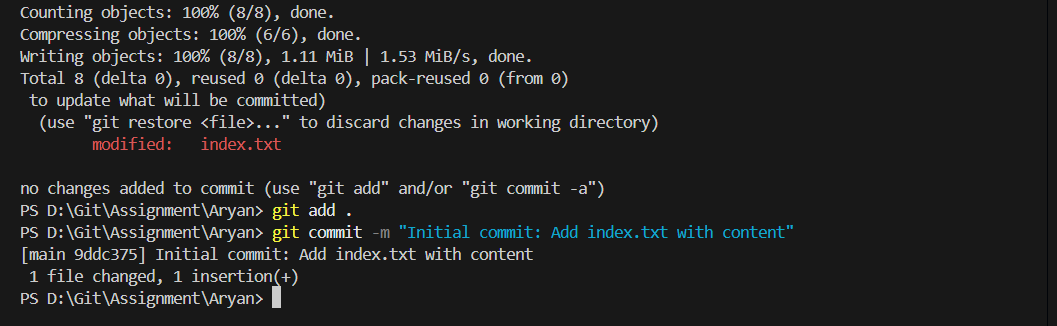 Counting objects: 100% (8/8), done.
Compressing objects: 100% (6/6), done.
Writing objects: 100% (8/8), 1.11 MiB | 1.53 MiB/s, done.
Total 8 (delta 0), reused 0 (delta 0), pack-reused 0 (from 0)
 to update what will be committed)
  (use "git restore <file>..." to discard changes in working directory)
        modified:   index.txt

no changes added to commit (use "git add" and/or "git commit -a")
PS D:\Git\Assignment\Aryan> git add .
PS D:\Git\Assignment\Aryan> git commit -m "Initial commit: Add index.txt with content"
[main 9ddc375] Initial commit: Add index.txt with content
 1 file changed, 1 insertion(+)
PS D:\Git\Assignment\Aryan>